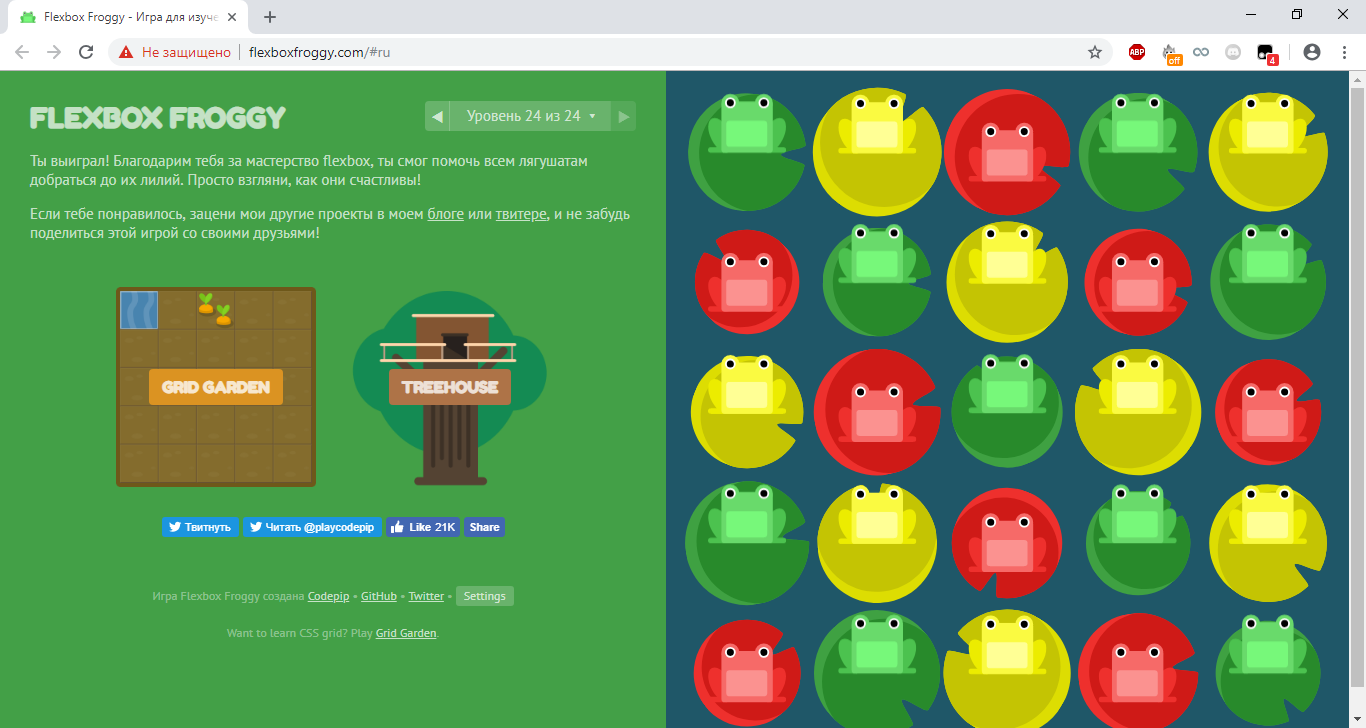 Flexbox Froggy - Игра для изуче
Не защищено
flexboxfroggy.com/#ru
ABP
off
4
FLEXBOX FROGGY
Уровень 24 из 24
Ты выиграл! Благодарим тебя за мастерство flexbox, ты смог помочь всем лягушатам
добраться до их лилий. Просто взгляни, как они счастливы!
Если тебе понравилось, зацени мои другие проекты в моем блоге или твитере, и не забудь
поделиться этой игрой со своими друзьями!
GRID GARDEN
TREEHOUSE
Твитнуть
Читать @playcodepip
Like 21K
Share
Игра Flexbox Froggy создана Codepip • GitHub • Twitter • Settings
Want to learn CSS grid? Play Grid Garden.